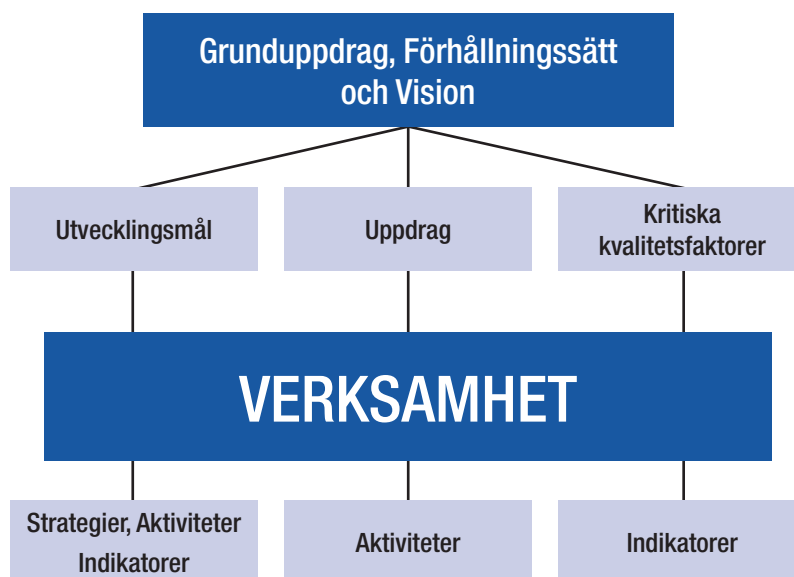 Grunduppdrag, Förhållningssätt
och Vision
Utvecklingsmål
Uppdrag
Kritiska
kvalitetsfaktorer
VERKSAMHET
Strategier, Aktiviteter
Indikatorer
Aktiviteter
Indikatorer